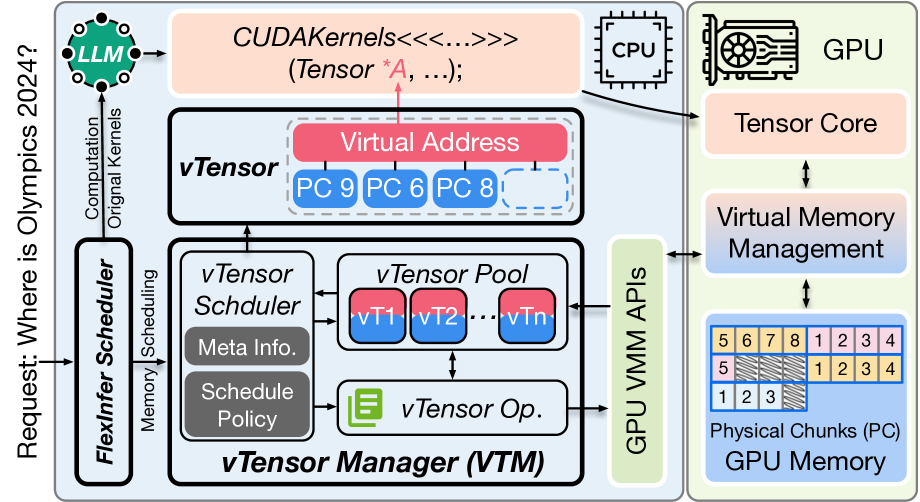 Request: Where is Olympics 2024?
LLM
CUDAKernels<<<...>>>
(Tensor *A, ...);
CPU
GPU
Computation
Original Kernels
vTensor
Virtual Address
PC 9 PC 6 PC 8
Tensor Core
Virtual Memory
Management
FlexInfer Scheduler
Memory Scheduling
vTensor
Schduler
Meta Info.
Schedule
Policy
vTensor Pool
vT1 vT2 ... vTn
vTensor Op.
vTensor Manager (VTM)
GPU VMM APIs
5 6 7 8 1 2 3 4
5 1 2 3 4
1 2 3
Physical Chunks (PC)
GPU Memory